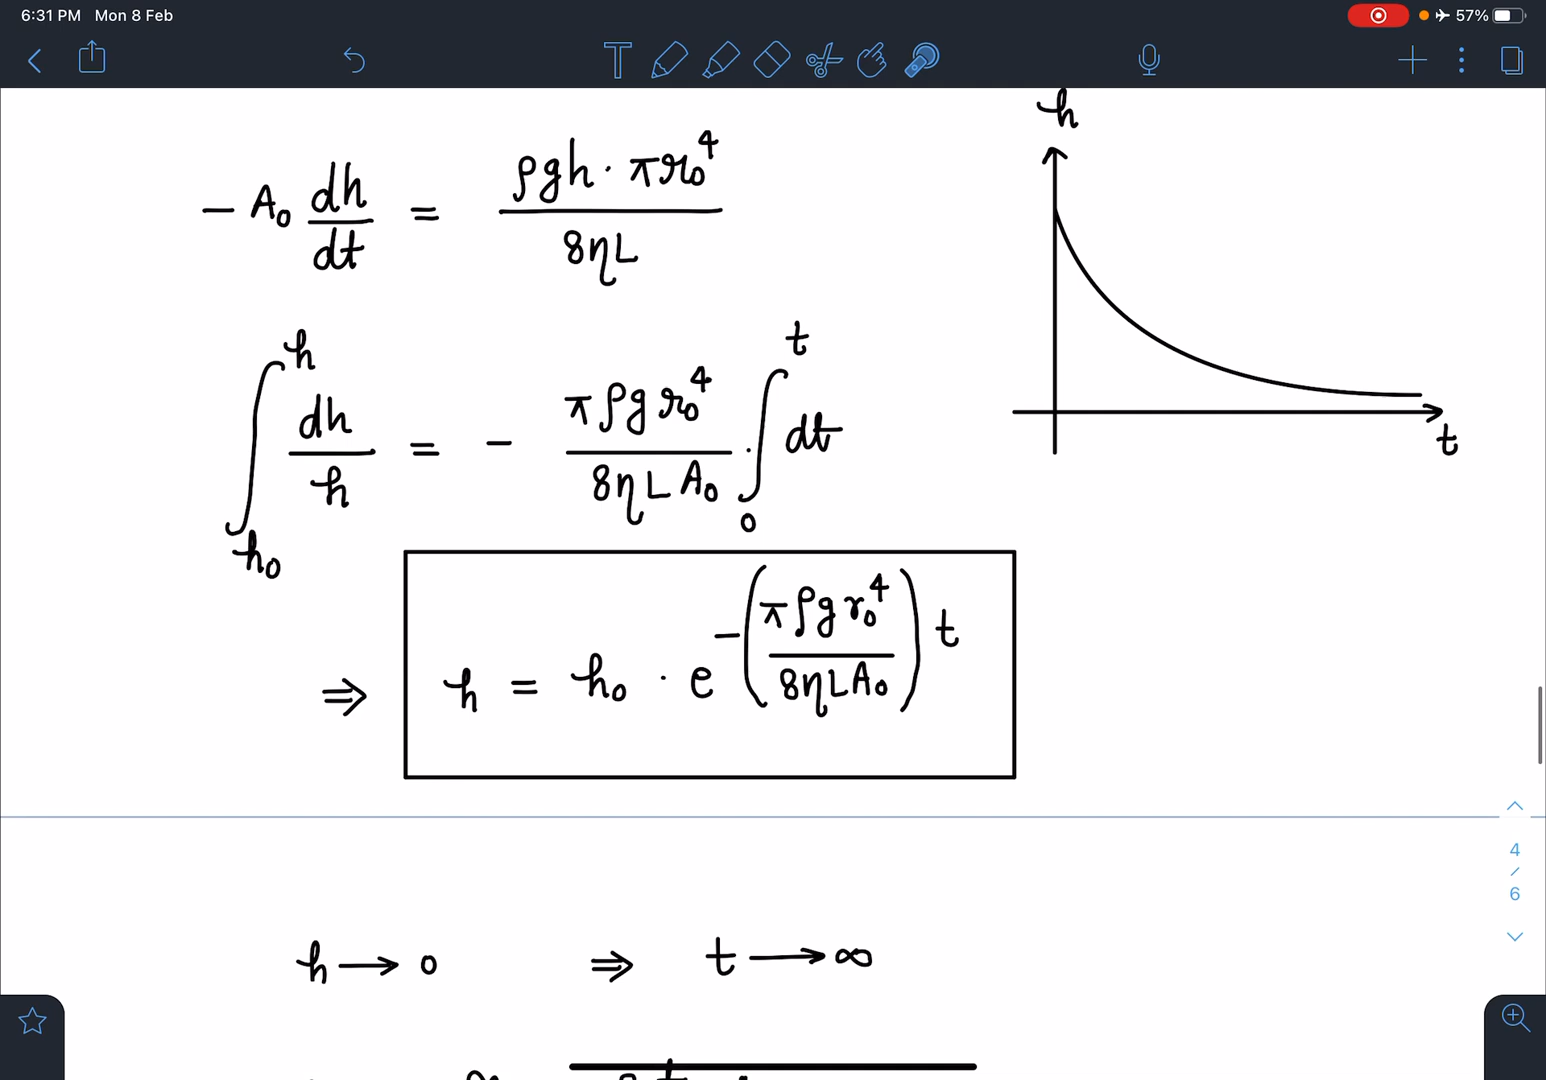 6:31 PM Mon 8 Feb 57%
T
h
- A₀ dh/dt = ρgh · πr₀⁴ / 8ηL
∫_{h₀}^{h} dh/h = - πρgr₀⁴ / 8ηLA₀ · ∫_{0}^{t} dt
t
⇒ h = h₀ · e^{-(πρgr₀⁴ / 8ηLA₀) t}
4 / 6
h → 0 ⇒ t → ∞